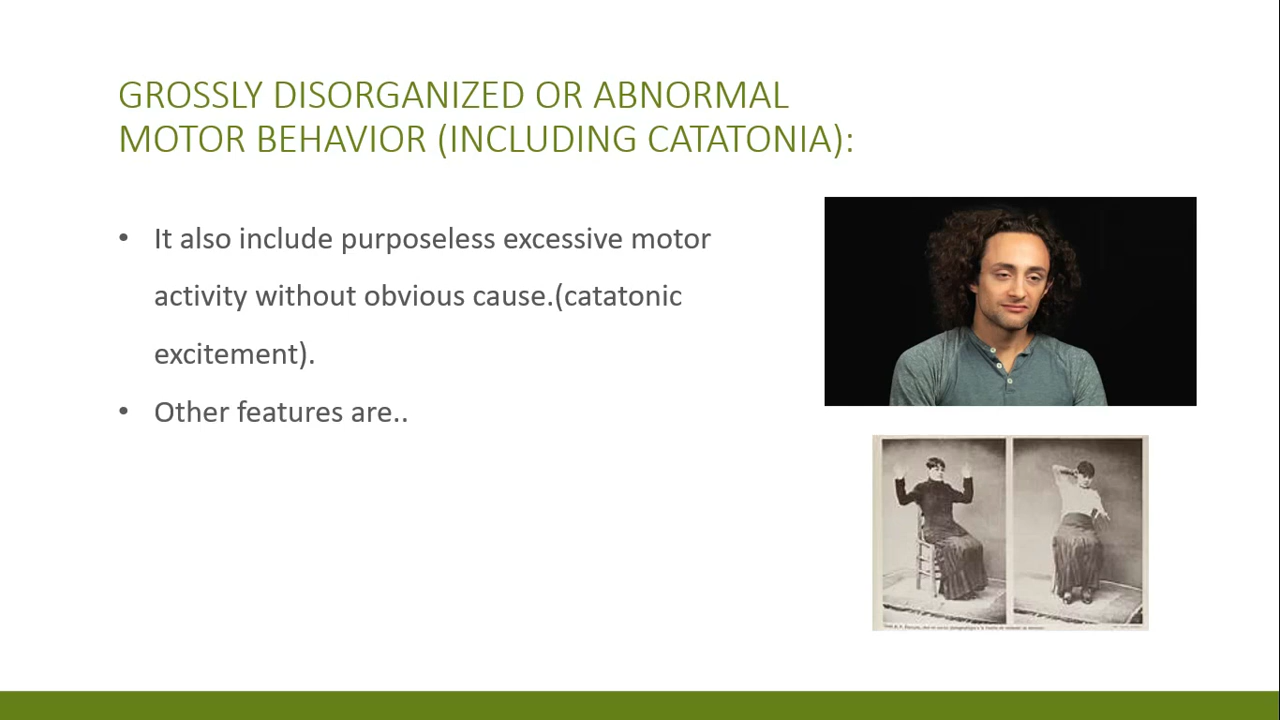 GROSSLY DISORGANIZED OR ABNORMAL
MOTOR BEHAVIOR (INCLUDING CATATONIA):
• It also include purposeless excessive motor
activity without obvious cause.(catatonic
excitement).
• Other features are..